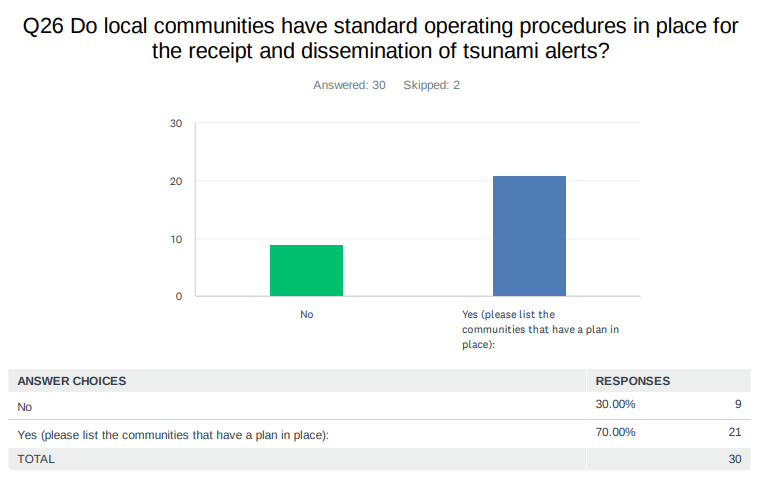 Q26 Do local communities have standard operating procedures in place for
the receipt and dissemination of tsunami alerts?
Answered: 30 Skipped: 2
30
20
10
0
No
Yes (please list the
communities that have a plan in
place):
ANSWER CHOICES RESPONSES
No 30.00% 9
Yes (please list the communities that have a plan in place): 70.00% 21
TOTAL 30